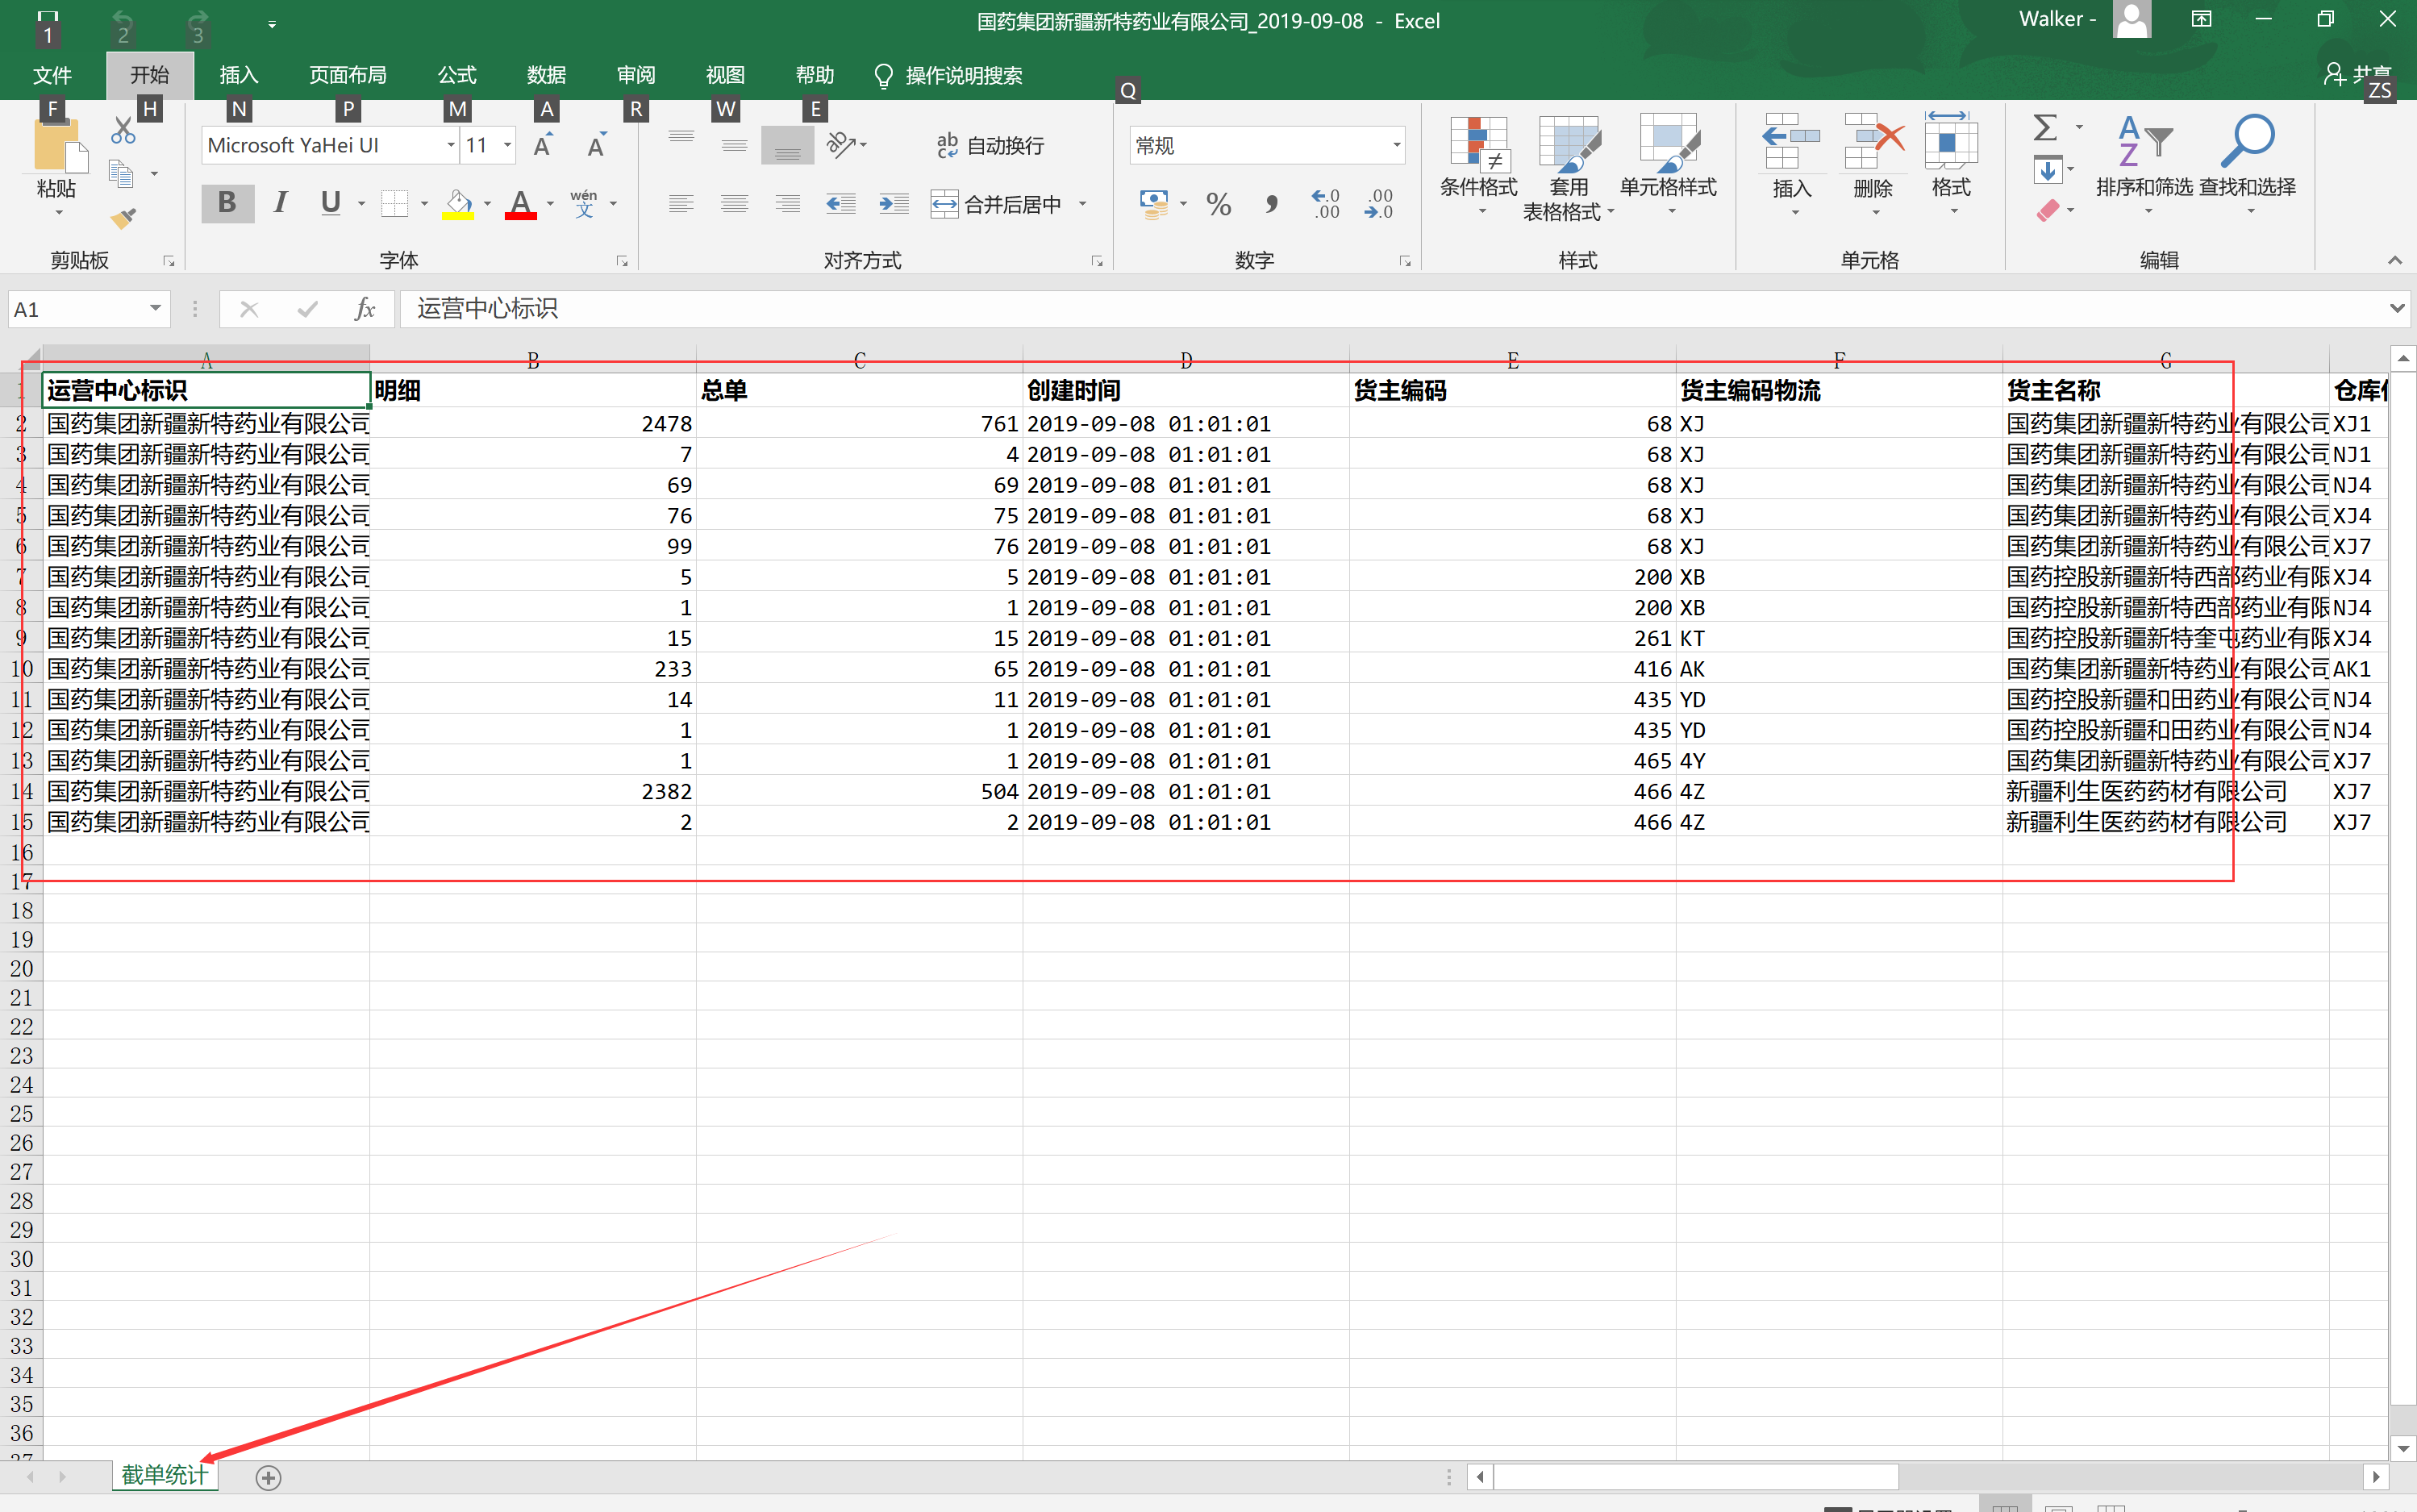 国药集团新疆新特药业有限公司_2019-09-08 - Excel
Walker -
1 2 3
文件 开始 插入 页面布局 公式 数据 审阅 视图 帮助 操作说明搜索
F H N P M A R W E Q ZS
粘贴 Microsoft YaHei UI 11 自动换行 常规 条件格式 套用 表格格式 单元格样式 插入 删除 格式 排序和筛选 查找和选择
B I U A wén 文 合并后居中 % .00
剪贴板 字体 对齐方式 数字 样式 单元格 编辑
A1 fx 运营中心标识
A B C D E F G
1 运营中心标识 明细 总单 创建时间 货主编码 货主编码物流 货主名称
2 国药集团新疆新特药业有限公司 2478 761 2019-09-08 01:01:01 68 XJ 国药集团新疆新特药业有限公司 XJ1
3 国药集团新疆新特药业有限公司 7 4 2019-09-08 01:01:01 68 XJ 国药集团新疆新特药业有限公司 NJ1
4 国药集团新疆新特药业有限公司 69 69 2019-09-08 01:01:01 68 XJ 国药集团新疆新特药业有限公司 NJ4
5 国药集团新疆新特药业有限公司 76 75 2019-09-08 01:01:01 68 XJ 国药集团新疆新特药业有限公司 XJ4
6 国药集团新疆新特药业有限公司 99 76 2019-09-08 01:01:01 68 XJ 国药集团新疆新特药业有限公司 XJ7
7 国药集团新疆新特药业有限公司 5 5 2019-09-08 01:01:01 200 XB 国药控股新疆新特西部药业有限 XJ4
8 国药集团新疆新特药业有限公司 1 1 2019-09-08 01:01:01 200 XB 国药控股新疆新特西部药业有限 NJ4
9 国药集团新疆新特药业有限公司 15 15 2019-09-08 01:01:01 261 KT 国药控股新疆新特奎屯药业有限 XJ4
10 国药集团新疆新特药业有限公司 233 65 2019-09-08 01:01:01 416 AK 国药集团新疆新特药业有限公司 AK1
11 国药集团新疆新特药业有限公司 14 11 2019-09-08 01:01:01 435 YD 国药控股新疆和田药业有限公司 NJ4
12 国药集团新疆新特药业有限公司 1 1 2019-09-08 01:01:01 435 YD 国药控股新疆和田药业有限公司 NJ4
13 国药集团新疆新特药业有限公司 1 1 2019-09-08 01:01:01 465 4Y 国药集团新疆新特药业有限公司 XJ7
14 国药集团新疆新特药业有限公司 2382 504 2019-09-08 01:01:01 466 4Z 新疆利生医药药材有限公司 XJ7
15 国药集团新疆新特药业有限公司 2 2 2019-09-08 01:01:01 466 4Z 新疆利生医药药材有限公司 XJ7
16
17
18
19
20
21
22
23
24
25
26
27
28
29
30
31
32
33
34
35
36
截单统计